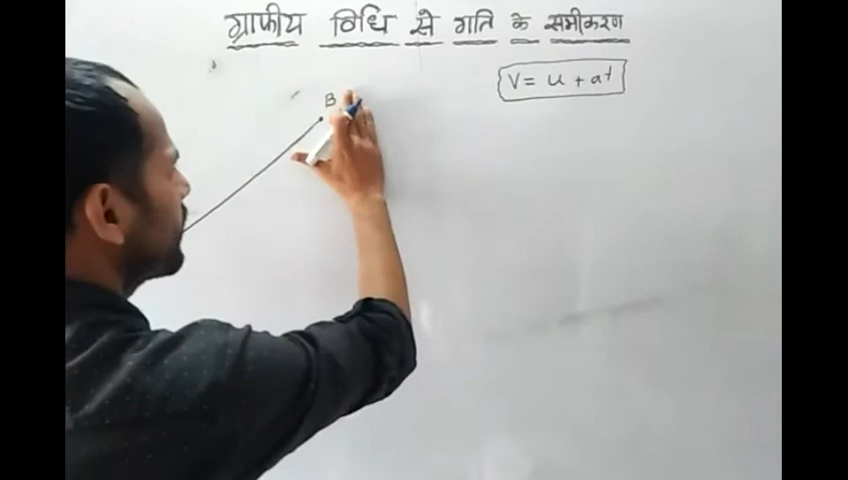 ग्राफीय विधि से गति के समीकरण
V = u + at
B